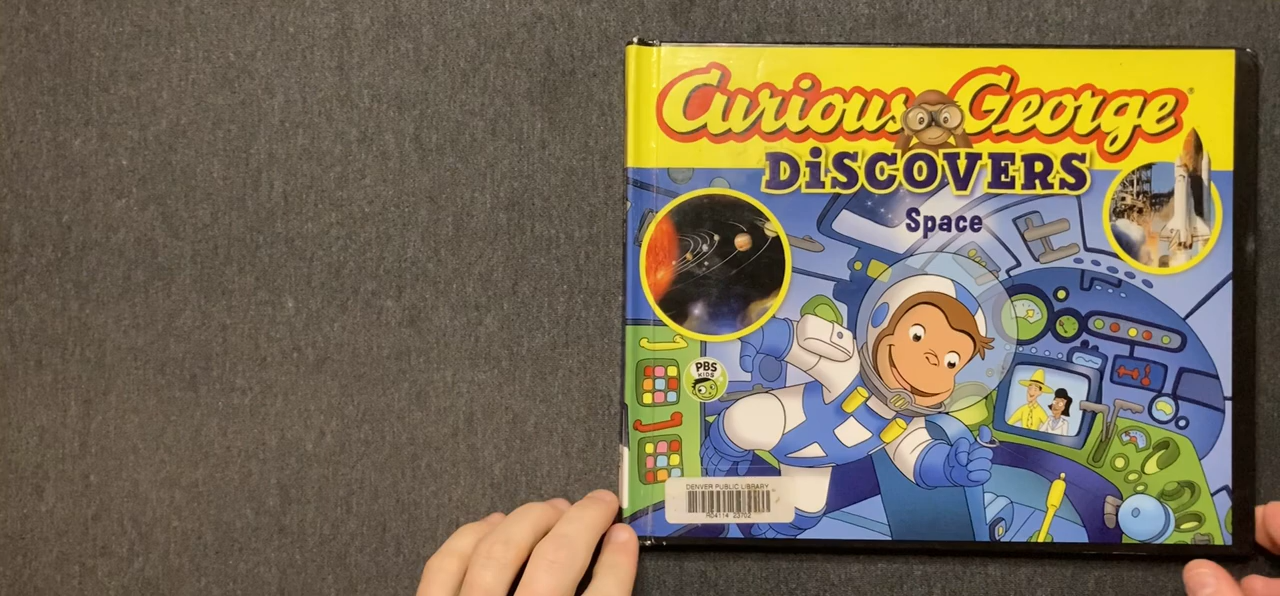 Curious George®
DiSCOVERS
Space
PBS
KIDS
DENVER PUBLIC LIBRARY